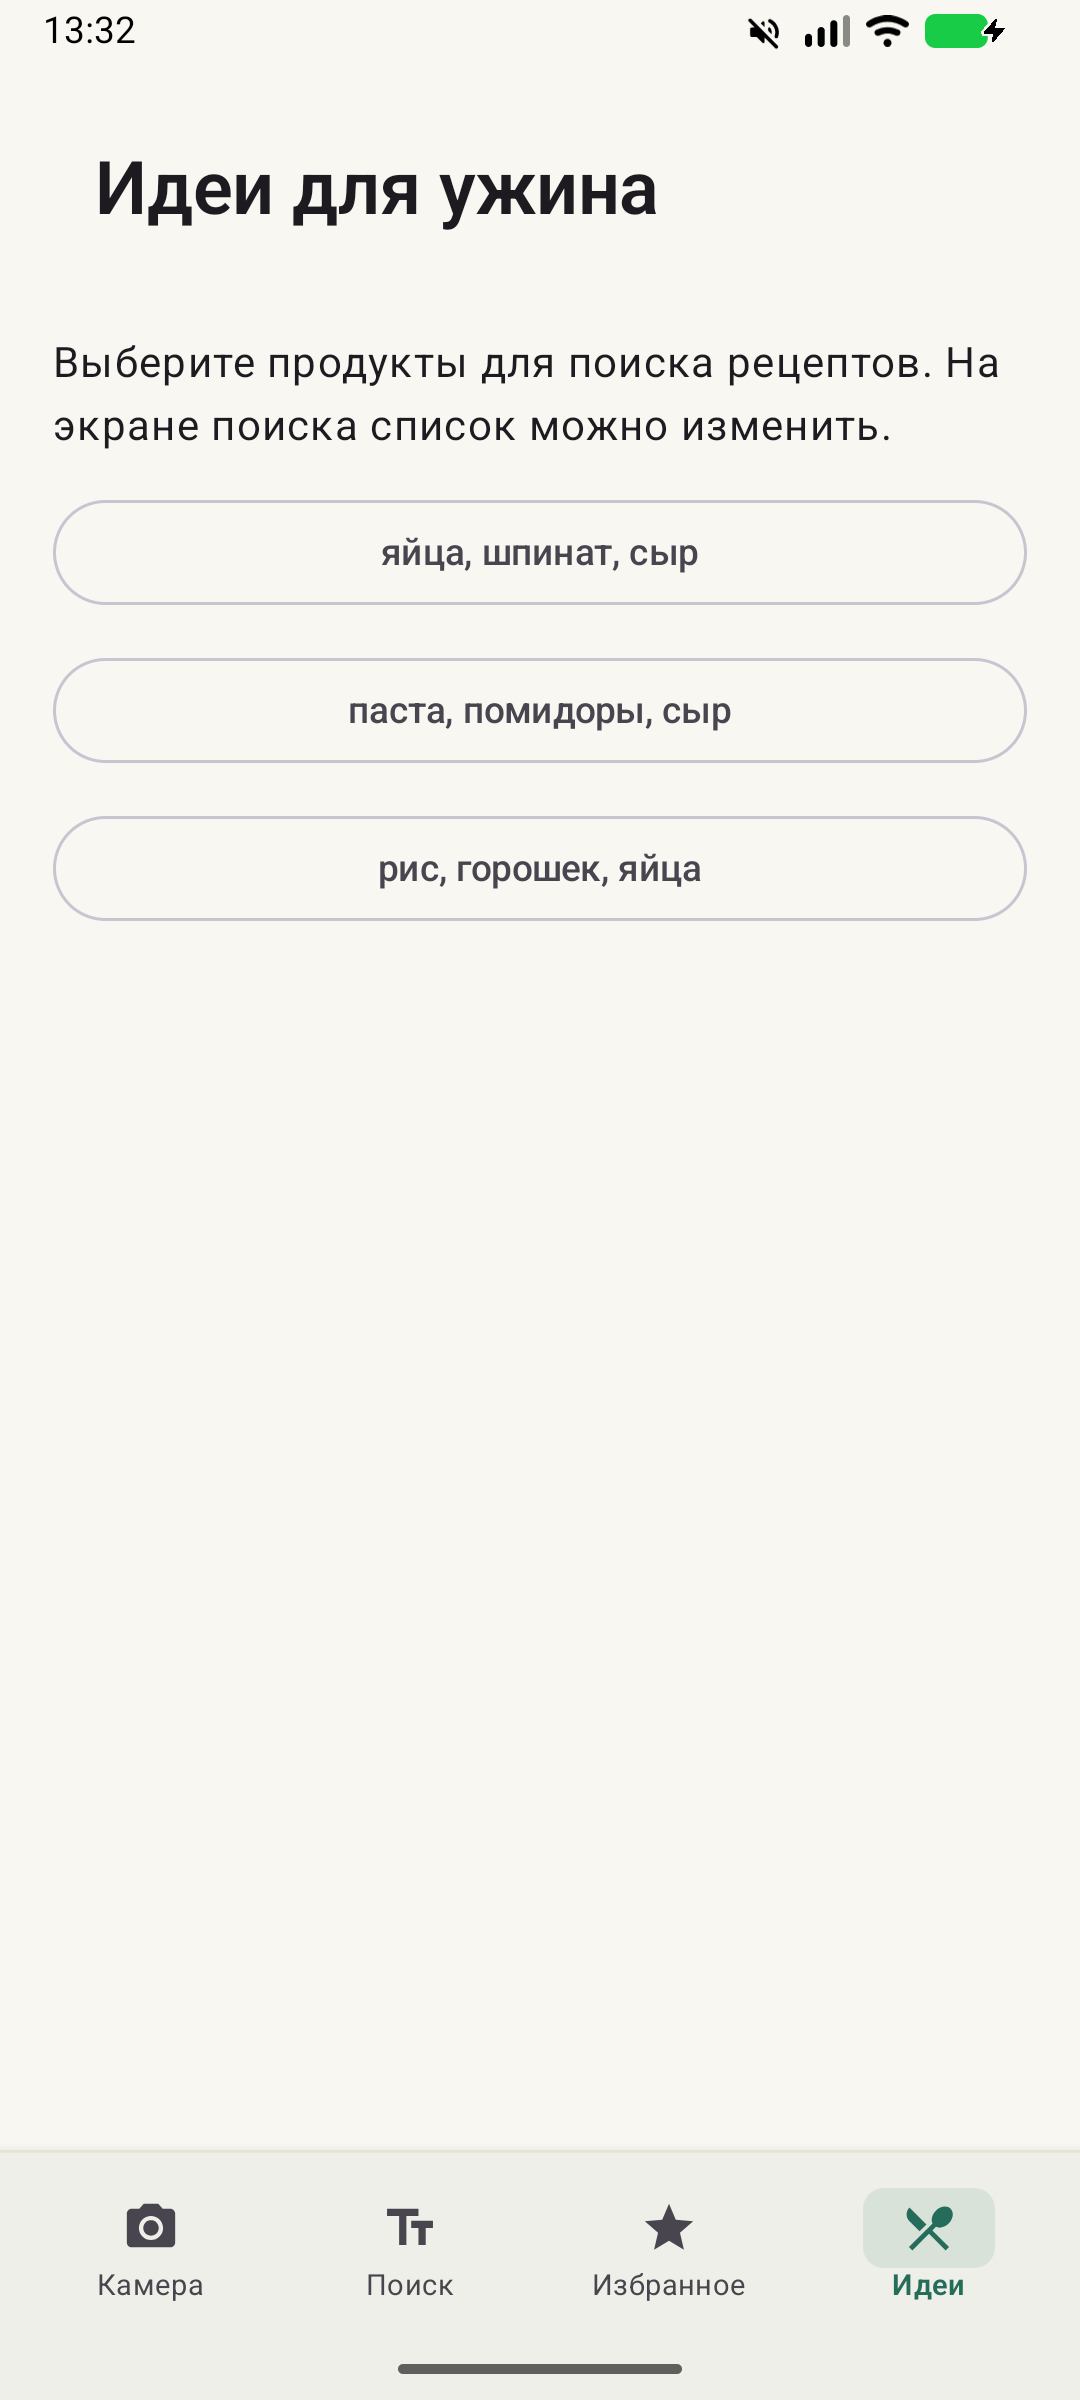 13:32
Идеи для ужина
Выберите продукты для поиска рецептов. На
экране поиска список можно изменить.
яйца, шпинат, сыр
паста, помидоры, сыр
рис, горошек, яйца
Камера
Поиск
Избранное
Идеи